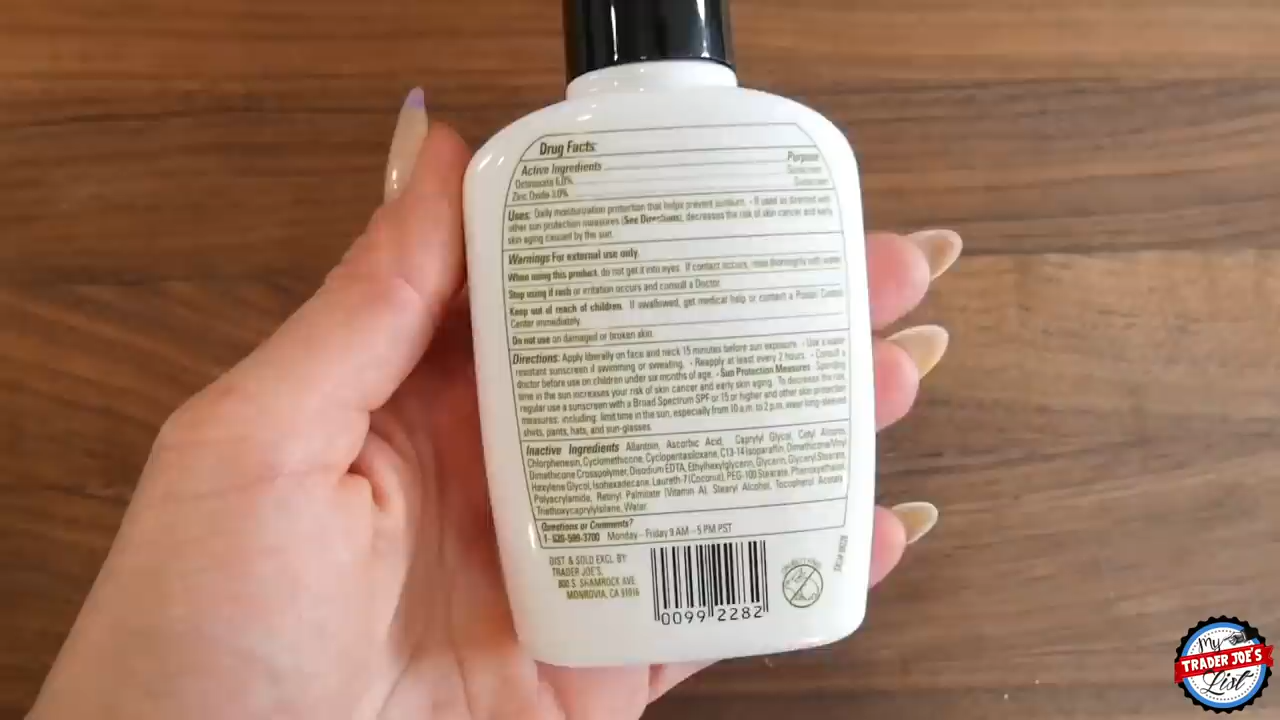 Drug Facts:
Active Ingredients Purpose
Octinoxate 6.0% Sunscreen
Zinc Oxide 3.0% Sunscreen
Uses: Daily moisturization protection that helps prevent sunburn. • If used as directed with
other sun protection measures (See Directions), decreases the risk of skin cancer and early
skin aging caused by the sun.
Warnings For external use only.
When using this product, do not get it into eyes. If contact occurs, rinse thoroughly with water.
Stop using if rash or irritation occurs and consult a Doctor.
Keep out of reach of children. If swallowed, get medical help or contact a Poison Control
Center immediately.
Do not use on damaged or broken skin.
Directions: Apply liberally on face and neck 15 minutes before sun exposure. • Use a water
resistant sunscreen if swimming or sweating. • Reapply at least every 2 hours. • Consult a
doctor before use on children under six months of age. • Sun Protection Measures Spending
time in the sun increases your risk of skin cancer and early skin aging. To decrease the risk,
regular use a sunscreen with a Broad Spectrum SPF or 15 or higher and other skin protection
measures, including: limit time in the sun, especially from 10 a.m. to 2 p.m. wear long-sleeved
shirts, pants, hats, and sun-glasses.
Inactive Ingredients Allantoin, Ascorbic Acid, Caprylyl Glycol, Cetyl Alcohol,
Chlorphenesin, Cyclomethicone, Cyclopentasiloxane, C13-14 Isoparaffin, Dimethicone/Vinyl
Dimethicone Crosspolymer, Disodium EDTA, Ethylhexylglycerin, Glycerin, Glyceryl Stearate,
Hexylene Glycol, Isohexadecane, Laureth-7 (Coconut), PEG-100 Stearate, Phenoxyethanol,
Polyacrylamide, Retinyl Palmitate (Vitamin A), Stearyl Alcohol, Tocopherol Acetate
Triethoxycaprylylsilane, Water.
Questions or Comments?
1-626-599-3700 Monday - Friday 9 AM - 5 PM PST
DIST & SOLD EXCL. BY:
TRADER JOE'S,
800 S. SHAMROCK AVE.
MONROVIA, CA 91016
0099 2282
My
TRADER JOE'S
List